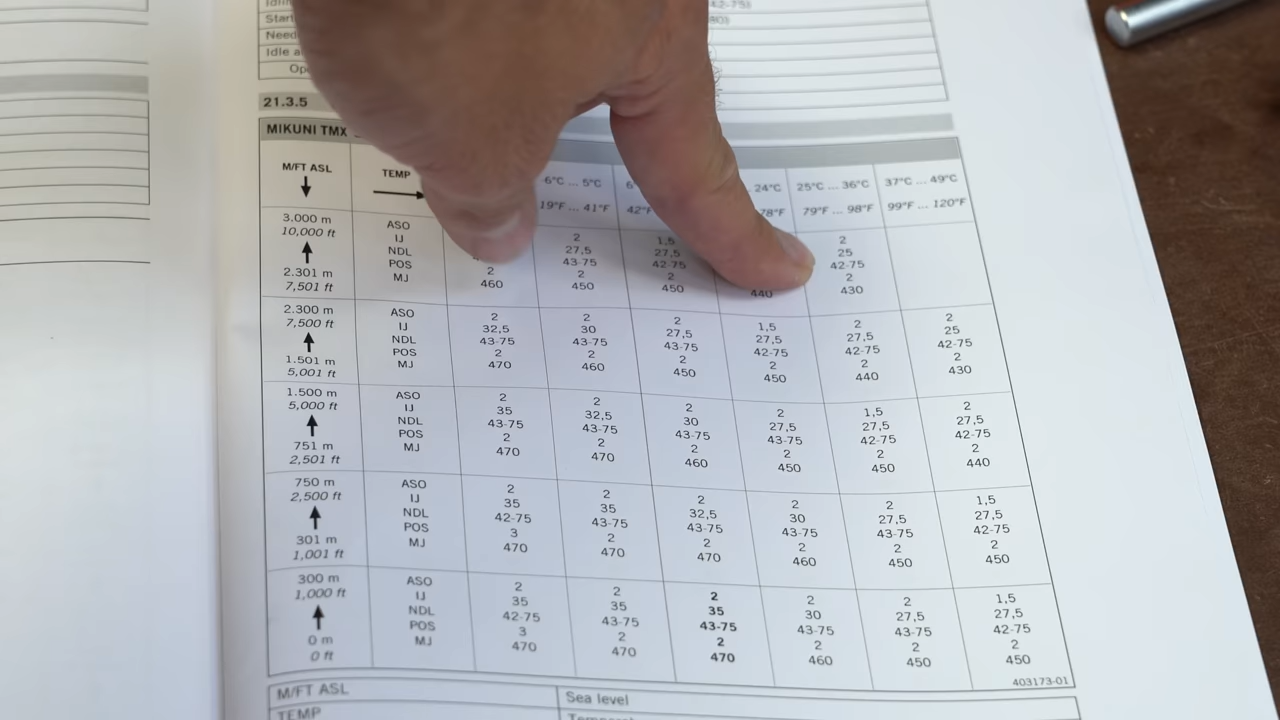 21.3.5
MIKUNI TMX
M/FT ASL TEMP 6°C ... 5°C 24°C 25°C ... 36°C 37°C ... 49°C
19°F ... 41°F 42°F 78°F 79°F ... 98°F 99°F ... 120°F
3.000 m ASO 2 1,5 2
10,000 ft IJ 27,5 27,5 25
NDL 43-75 42-75 42-75
2.301 m POS 2 2 2 2
7,501 ft MJ 460 450 450 440 430
2.300 m ASO 2 2 2 1,5 2 2
7,500 ft IJ 32,5 30 27,5 27,5 27,5 25
NDL 43-75 43-75 43-75 42-75 42-75 42-75
1.501 m POS 2 2 2 2 2 2
5,001 ft MJ 470 460 450 450 440 430
1.500 m ASO 2 2 2 2 1,5 2
5,000 ft IJ 35 32,5 30 27,5 27,5 27,5
NDL 43-75 43-75 43-75 43-75 42-75 42-75
751 m POS 2 2 2 2 2 2
2,501 ft MJ 470 470 460 450 450 440
750 m ASO 2 2 2 2 2 1,5
2,500 ft IJ 35 35 32,5 30 27,5 27,5
NDL 42-75 43-75 43-75 43-75 43-75 42-75
301 m POS 3 2 2 2 2 2
1,001 ft MJ 470 470 470 460 450 450
300 m ASO 2 2 2 2 2 1,5
1,000 ft IJ 35 35 35 30 27,5 27,5
NDL 42-75 43-75 43-75 43-75 43-75 42-75
0 m POS 3 2 2 2 2 2
0 ft MJ 470 470 470 460 450 450
403173-01
M/FT ASL Sea level
TEMP